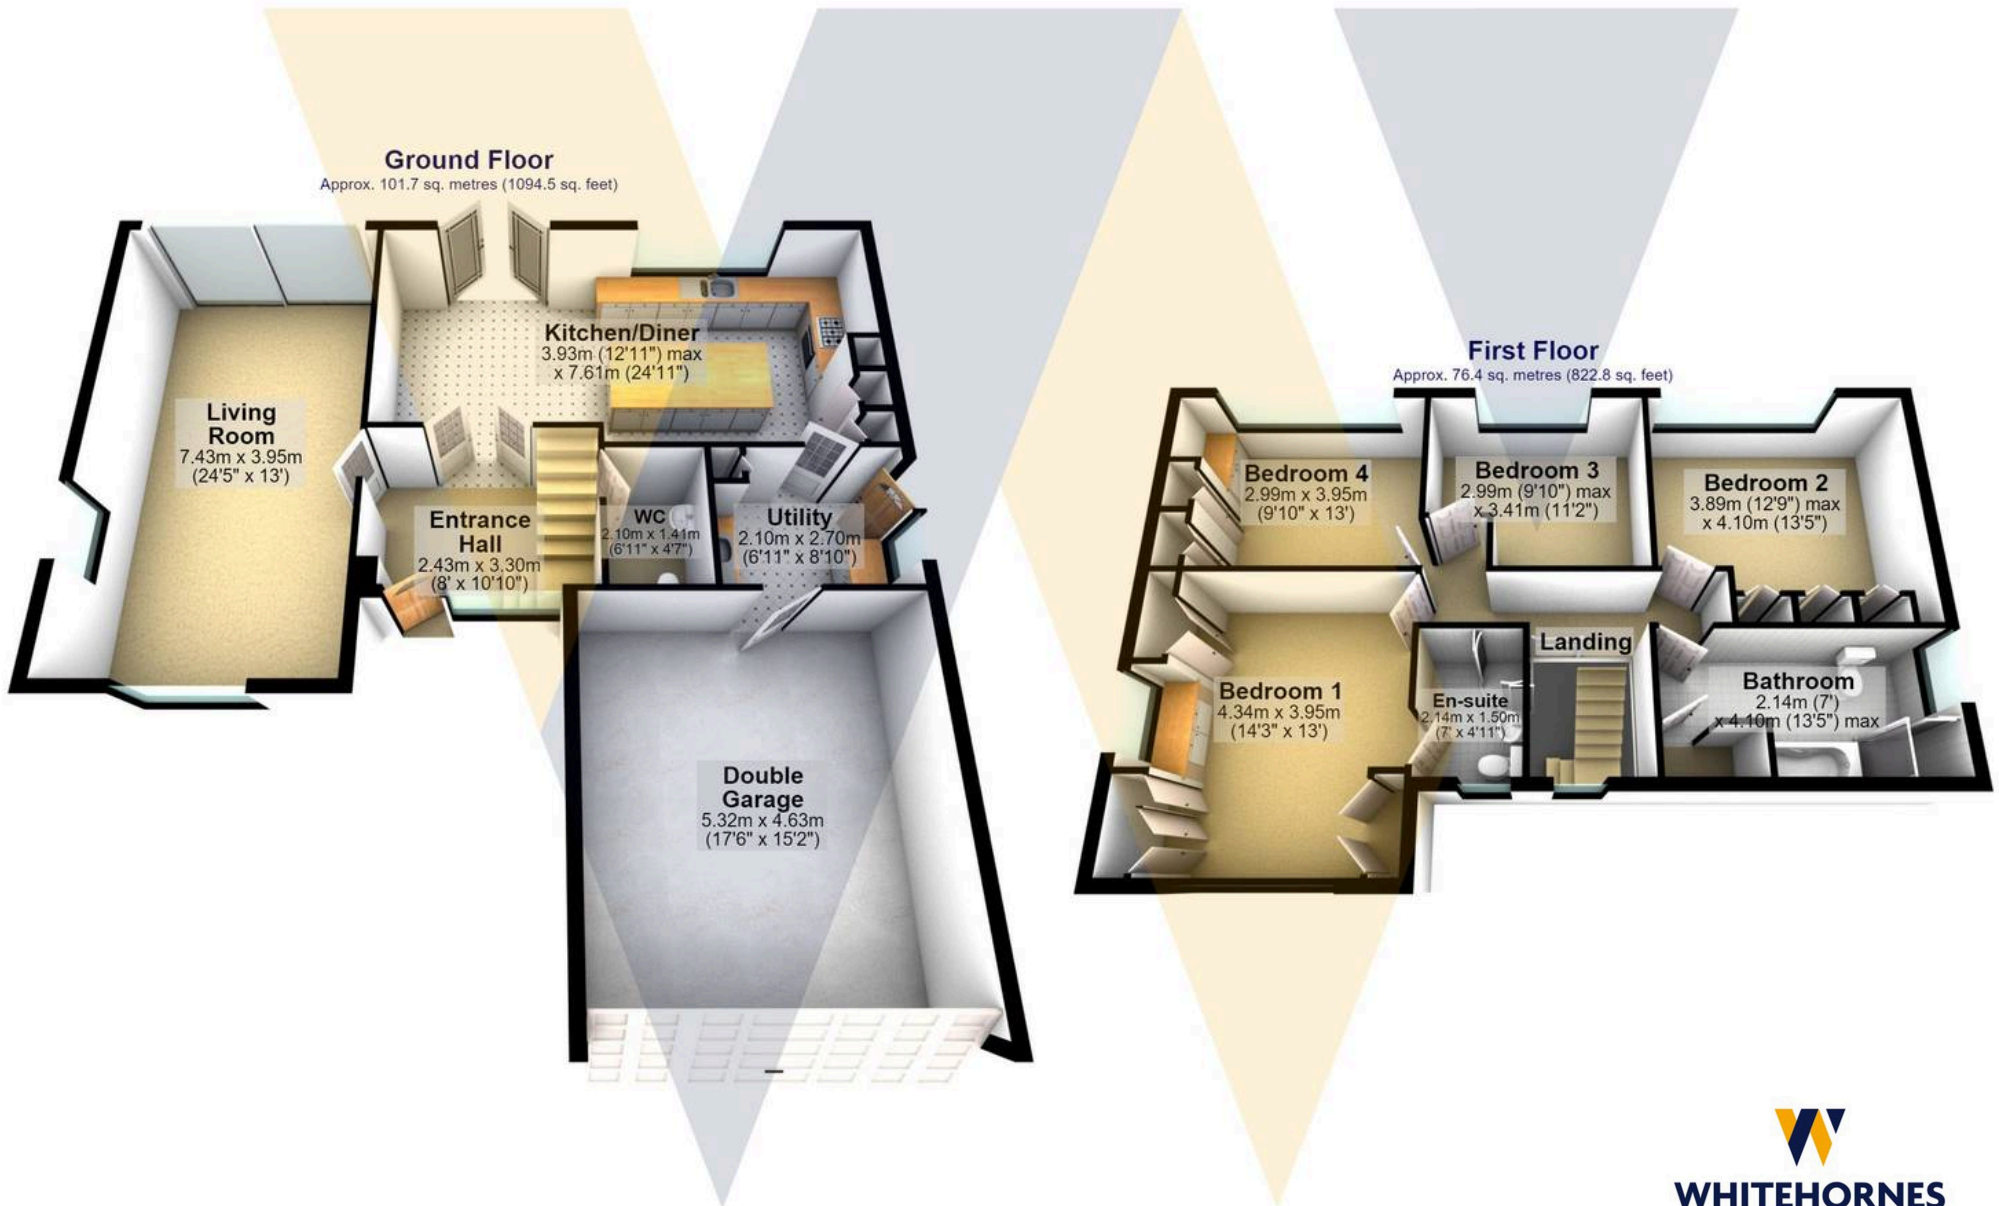 Ground Floor
Approx. 101.7 sq. metres (1094.5 sq. feet)
Kitchen/Diner
3.93m (12'11") max
x 7.61m (24'11")
Living
Room
7.43m x 3.95m
(24'5" x 13')
Entrance
Hall
2.43m x 3.30m
(8' x 10'10")
WC
2.10m x 1.41m
(6'11" x 4'7")
Utility
2.10m x 2.70m
(6'11" x 8'10")
Double
Garage
5.32m x 4.63m
(17'6" x 15'2")
First Floor
Approx. 76.4 sq. metres (822.8 sq. feet)
Bedroom 4
2.99m x 3.95m
(9'10" x 13')
Bedroom 3
2.99m (9'10") max
x 3.41m (11'2")
Bedroom 2
3.89m (12'9") max
x 4.10m (13'5")
Landing
Bedroom 1
4.34m x 3.95m
(14'3" x 13')
En-suite
2.14m x 1.50m
(7' x 4'11")
Bathroom
2.14m (7')
x 4.10m (13'5") max
WHITEHORNES